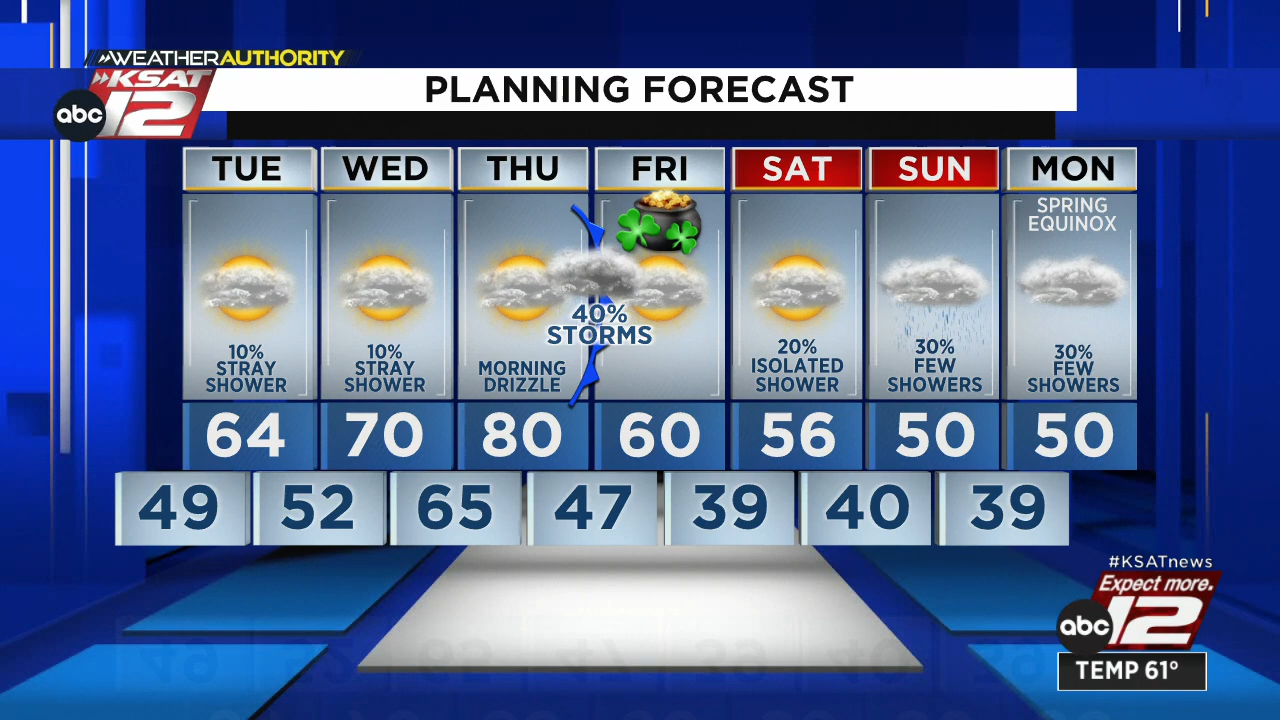 WEATHERAUTHORITY
KSAT
abc 12
PLANNING FORECAST
TUE WED THU FRI SAT SUN MON
SPRING
EQUINOX
40%
STORMS
10%
STRAY
SHOWER
10%
STRAY
SHOWER
MORNING
DRIZZLE
20%
ISOLATED
SHOWER
30%
FEW
SHOWERS
30%
FEW
SHOWERS
64 70 80 60 56 50 50
49 52 65 47 39 40 39
#KSATnews
Expect more.
abc 12
TEMP 61°